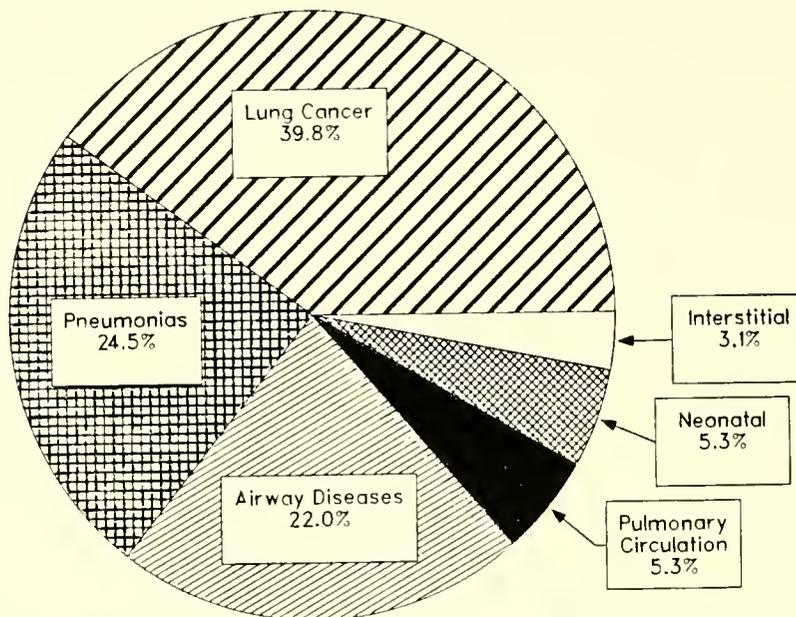 Lung Cancer
39.8%
Pneumonias
24.5%
Airway Diseases
22.0%
Interstitial
3.1%
Neonatal
5.3%
Pulmonary
Circulation
5.3%